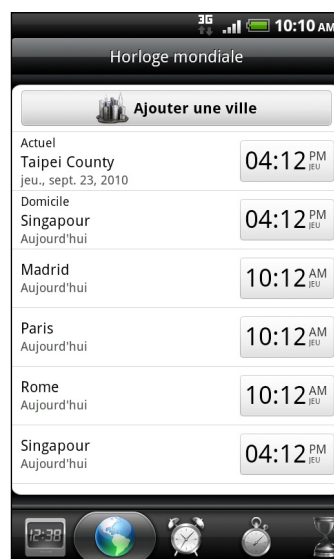 3G 10:10 AM
Horloge mondiale
Ajouter une ville
Actuel
Taipei County
jeu., sept. 23, 2010
04:12 PM
JEU
Domicile
Singapour
Aujourd'hui
04:12 PM
JEU
Madrid
Aujourd'hui
10:12 AM
JEU
Paris
Aujourd'hui
10:12 AM
JEU
Rome
Aujourd'hui
10:12 AM
JEU
Singapour
Aujourd'hui
04:12 PM
JEU
12:38